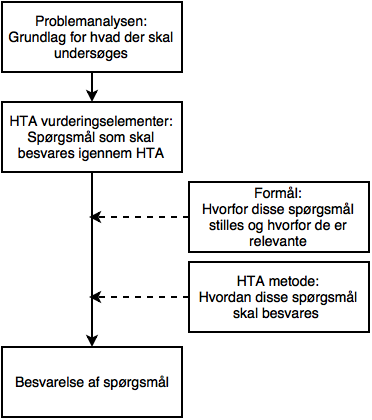 Problemanalysen:
Grundlag for hvad der skal
undersøges
HTA vurderingselementer:
Spørgsmål som skal
besvares igennem HTA
Formål:
Hvorfor disse spørgsmål
stilles og hvorfor de er
relevante
HTA metode:
Hvordan disse spørgsmål
skal besvares
Besvarelse af spørgsmål